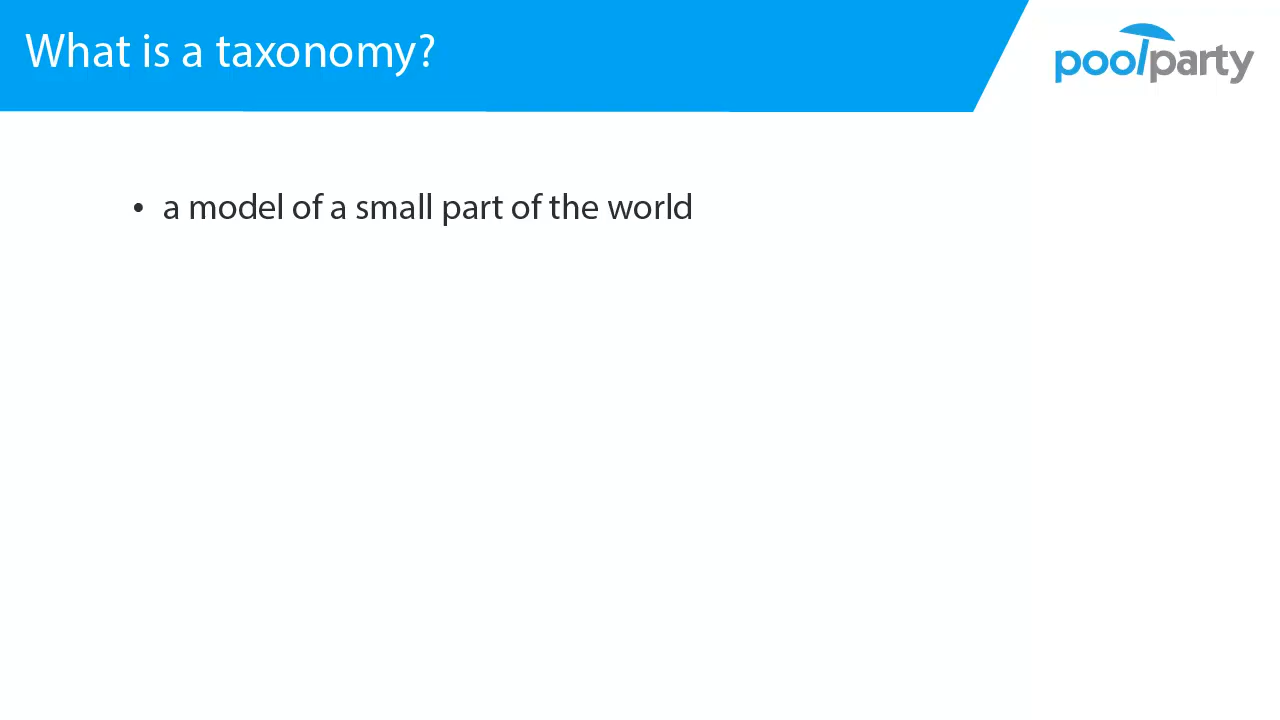 What is a taxonomy?
poolparty
• a model of a small part of the world